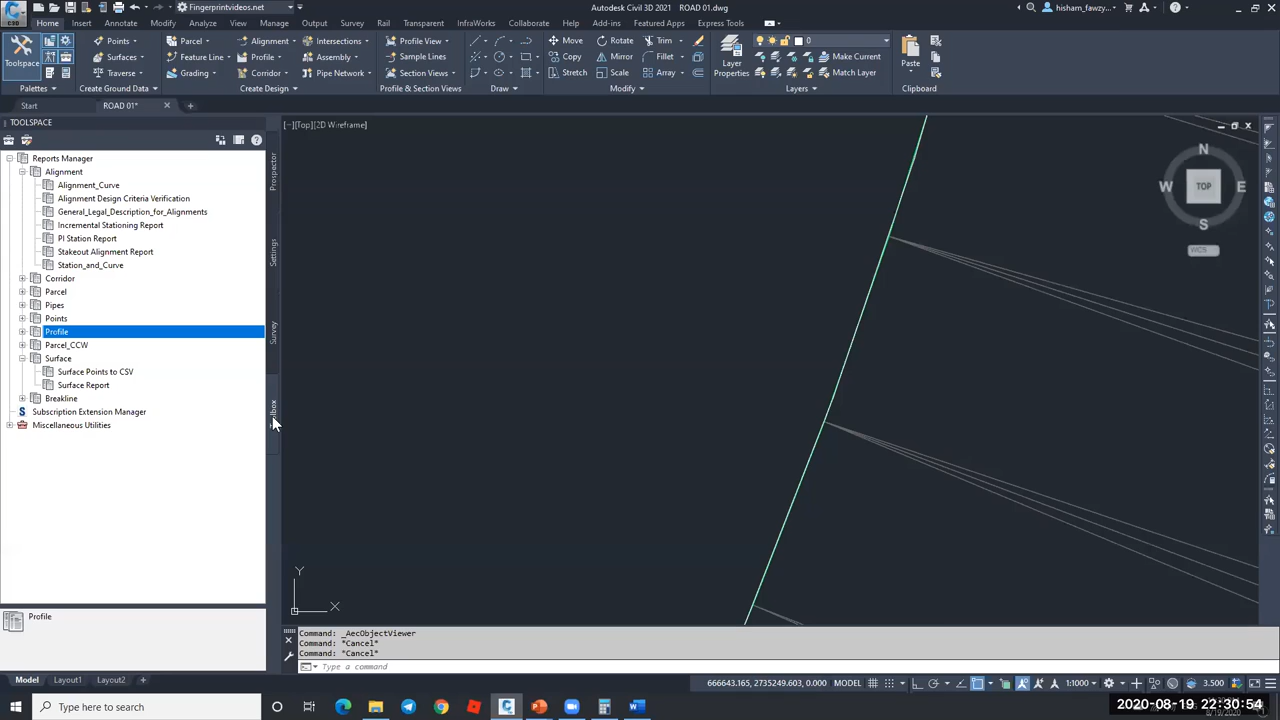 C3D Fingerprintvideos.net Autodesk Civil 3D 2021 ROAD 01.dwg hisham_fawzy...
Home Insert Annotate Modify Analyze View Manage Output Survey Rail Transparent InfraWorks Collaborate Help Add-ins Featured Apps Express Tools
Toolspace
Points
Surfaces
Traverse
Parcel
Feature Line
Grading
Alignment
Profile
Corridor
Intersections
Assembly
Pipe Network
Profile View
Sample Lines
Section Views
Move
Copy
Stretch
Rotate
Mirror
Scale
Trim
Fillet
Array
Layer
Properties
0
Make Current
Match Layer
Paste
Palettes Create Ground Data Create Design Profile & Section Views Draw Modify Layers Clipboard
Start ROAD 01*
TOOLSPACE
Reports Manager
Alignment
Alignment_Curve
Alignment Design Criteria Verification
General_Legal_Description_for_Alignments
Incremental Stationing Report
PI Station Report
Stakeout Alignment Report
Station_and_Curve
Corridor
Parcel
Pipes
Points
Profile
Parcel_CCW
Surface
Surface Points to CSV
Surface Report
Breakline
Subscription Extension Manager
Miscellaneous Utilities
Profile
Prospector
Settings
Survey
[−][Top][2D Wireframe]
N
W TOP E
S
WCS
Y
X
Command: _AecObjectViewer
Command: *Cancel*
Command: *Cancel*
Type a command
Model Layout1 Layout2 666643.165, 2735249.603, 0.000 MODEL 1:1000 3.500
Type here to search
2020-08-19 22:30:54